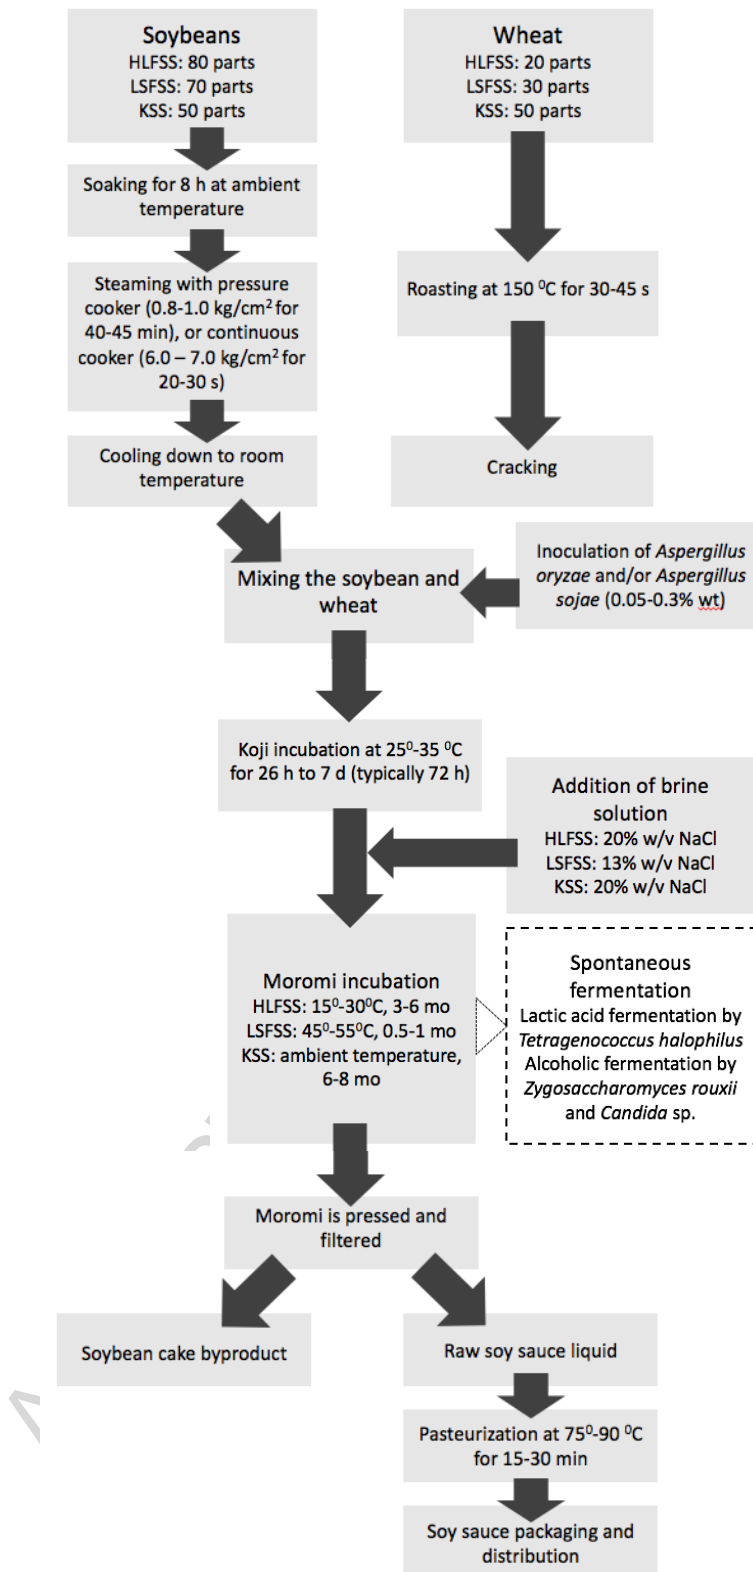 Soybeans
HLFSS: 80 parts
LSFSS: 70 parts
KSS: 50 parts
Wheat
HLFSS: 20 parts
LSFSS: 30 parts
KSS: 50 parts
Soaking for 8 h at ambient
temperature
Steaming with pressure
cooker (0.8-1.0 kg/cm² for
40-45 min), or continuous
cooker (6.0 – 7.0 kg/cm² for
20-30 s)
Roasting at 150 ⁰C for 30-45 s
Cooling down to room
temperature
Cracking
Mixing the soybean and
wheat
Inoculation of Aspergillus
oryzae and/or Aspergillus
sojae (0.05-0.3% wt)
Koji incubation at 25⁰-35 ⁰C
for 26 h to 7 d (typically 72 h)
Addition of brine
solution
HLFSS: 20% w/v NaCl
LSFSS: 13% w/v NaCl
KSS: 20% w/v NaCl
Moromi incubation
HLFSS: 15⁰-30⁰C, 3-6 mo
LSFSS: 45⁰-55⁰C, 0.5-1 mo
KSS: ambient temperature,
6-8 mo
Spontaneous
fermentation
Lactic acid fermentation by
Tetragenococcus halophilus
Alcoholic fermentation by
Zygosaccharomyces rouxii
and Candida sp.
Moromi is pressed and
filtered
Soybean cake byproduct
Raw soy sauce liquid
Pasteurization at 75⁰-90 ⁰C
for 15-30 min
Soy sauce packaging and
distribution